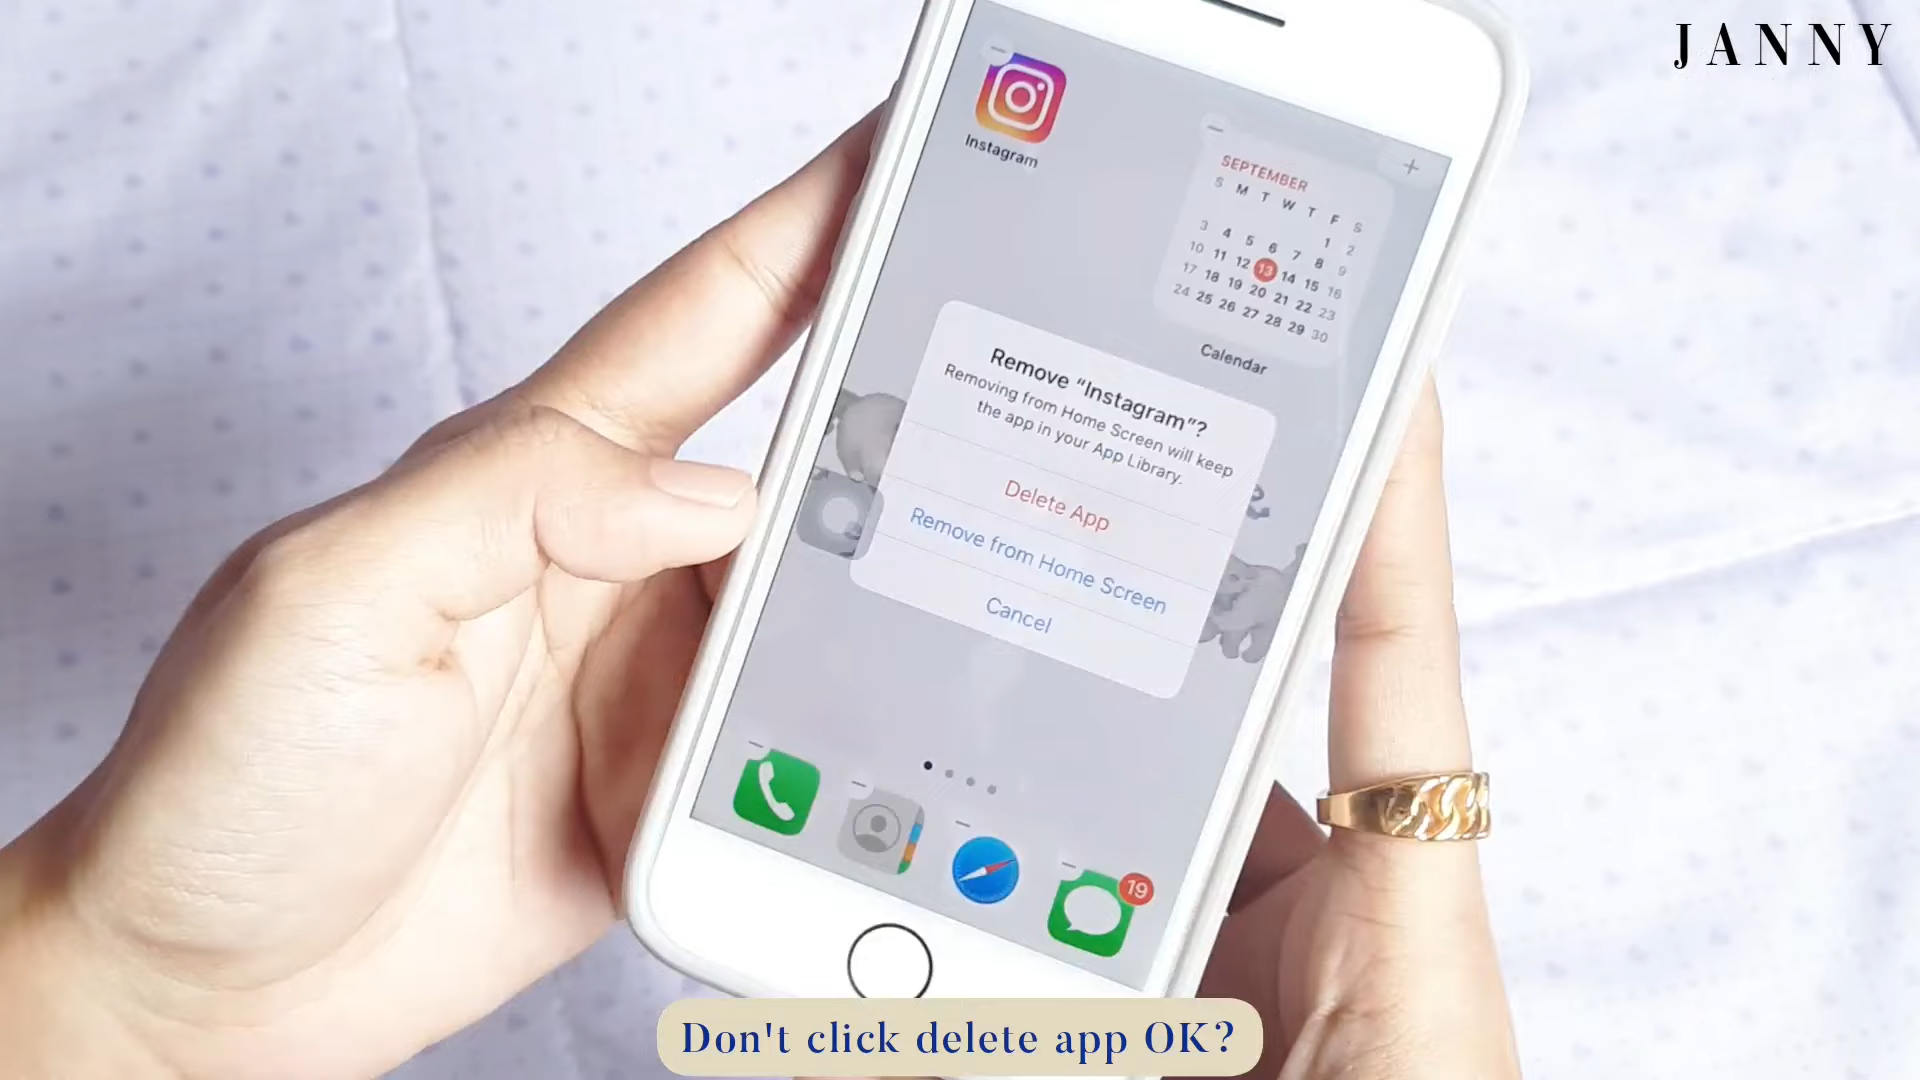 JANNY
Instagram
SEPTEMBER
S M T W T F S
1 2
3 4 5 6 7 8 9
10 11 12 13 14 15 16
17 18 19 20 21 22 23
24 25 26 27 28 29 30
Calendar
Remove “Instagram”?
Removing from Home Screen will keep
the app in your App Library.
Delete App
Remove from Home Screen
Cancel
19
Don't click delete app OK?